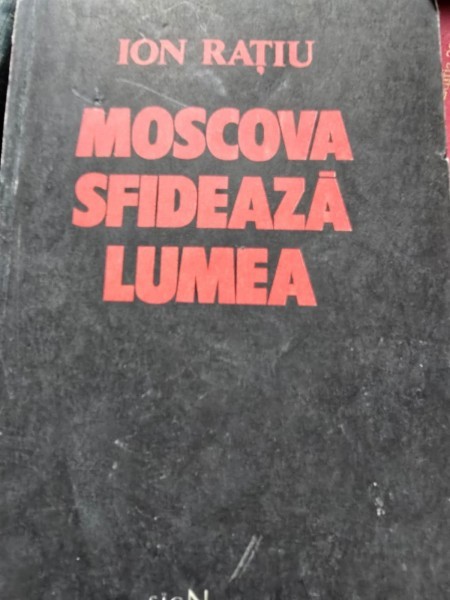 ION RAȚIU
MOSCOVA
SFIDEAZĂ
LUMEA